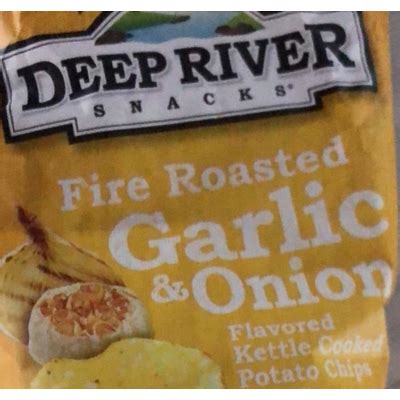 DEEP RIVER
SNACKS®
Fire Roasted
Garlic
& Onion
Flavored
Kettle Cooked
Potato Chips